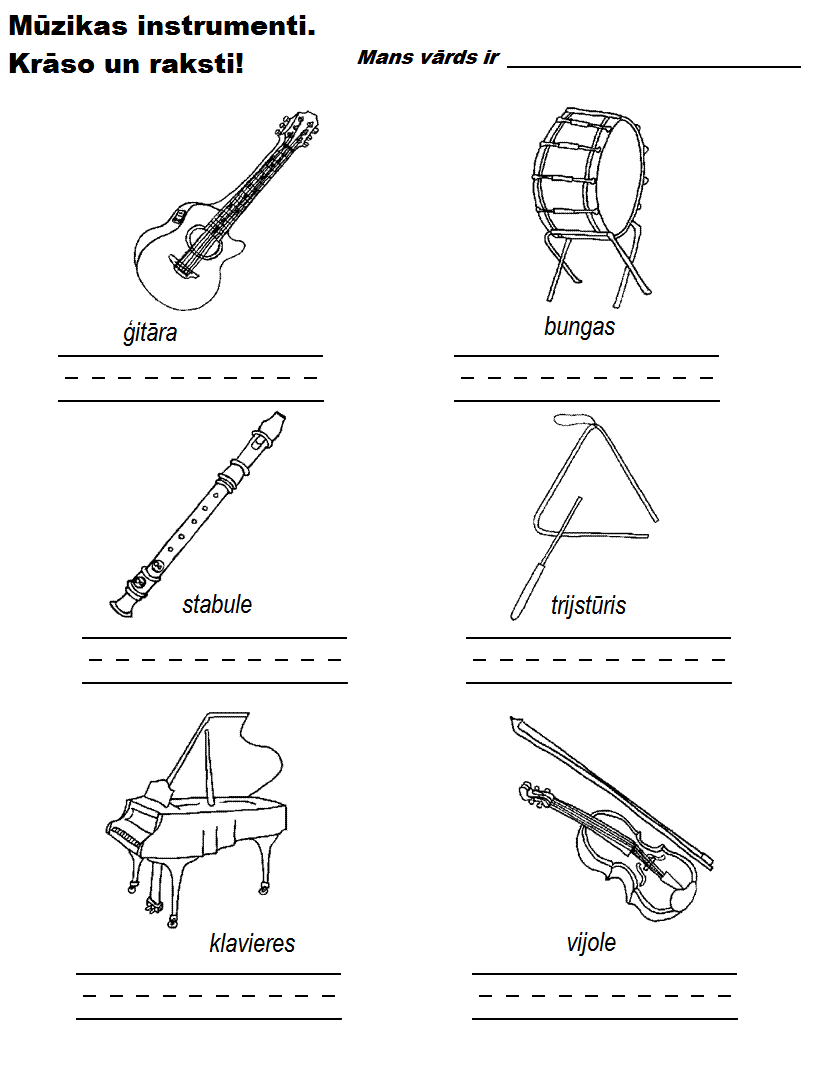 Mūzikas instrumenti.
Krāso un raksti!
Mans vārds ir
ģitāra
bungas
stabule
trijstūris
klavieres
vijole